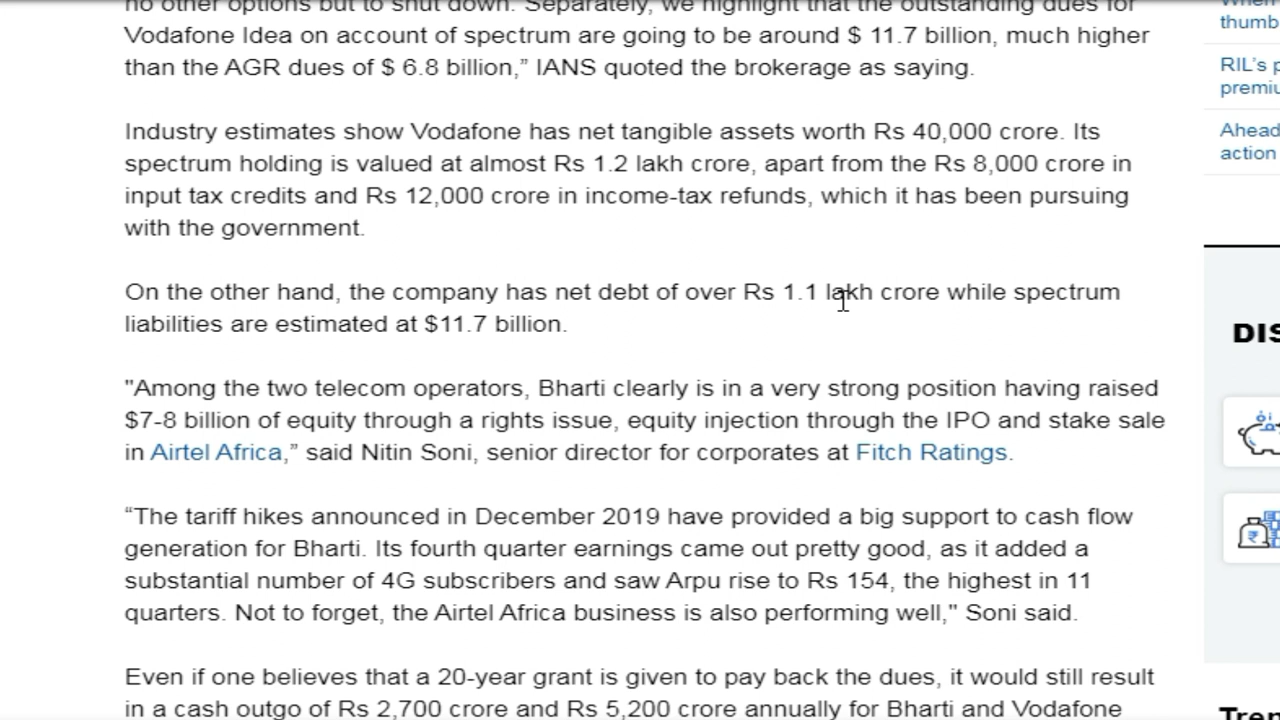 no other options but to shut down. Separately, we highlight that the outstanding dues for
Vodafone Idea on account of spectrum are going to be around $ 11.7 billion, much higher
than the AGR dues of $ 6.8 billion,” IANS quoted the brokerage as saying.
Industry estimates show Vodafone has net tangible assets worth Rs 40,000 crore. Its
spectrum holding is valued at almost Rs 1.2 lakh crore, apart from the Rs 8,000 crore in
input tax credits and Rs 12,000 crore in income-tax refunds, which it has been pursuing
with the government.
On the other hand, the company has net debt of over Rs 1.1 lakh crore while spectrum
liabilities are estimated at $11.7 billion.
"Among the two telecom operators, Bharti clearly is in a very strong position having raised
$7-8 billion of equity through a rights issue, equity injection through the IPO and stake sale
in Airtel Africa,” said Nitin Soni, senior director for corporates at Fitch Ratings.
“The tariff hikes announced in December 2019 have provided a big support to cash flow
generation for Bharti. Its fourth quarter earnings came out pretty good, as it added a
substantial number of 4G subscribers and saw Arpu rise to Rs 154, the highest in 11
quarters. Not to forget, the Airtel Africa business is also performing well," Soni said.
Even if one believes that a 20-year grant is given to pay back the dues, it would still result
in a cash outgo of Rs 2,700 crore and Rs 5,200 crore annually for Bharti and Vodafone
When
thumb
RIL’s p
premiu
Ahead
action
DIS
Tren